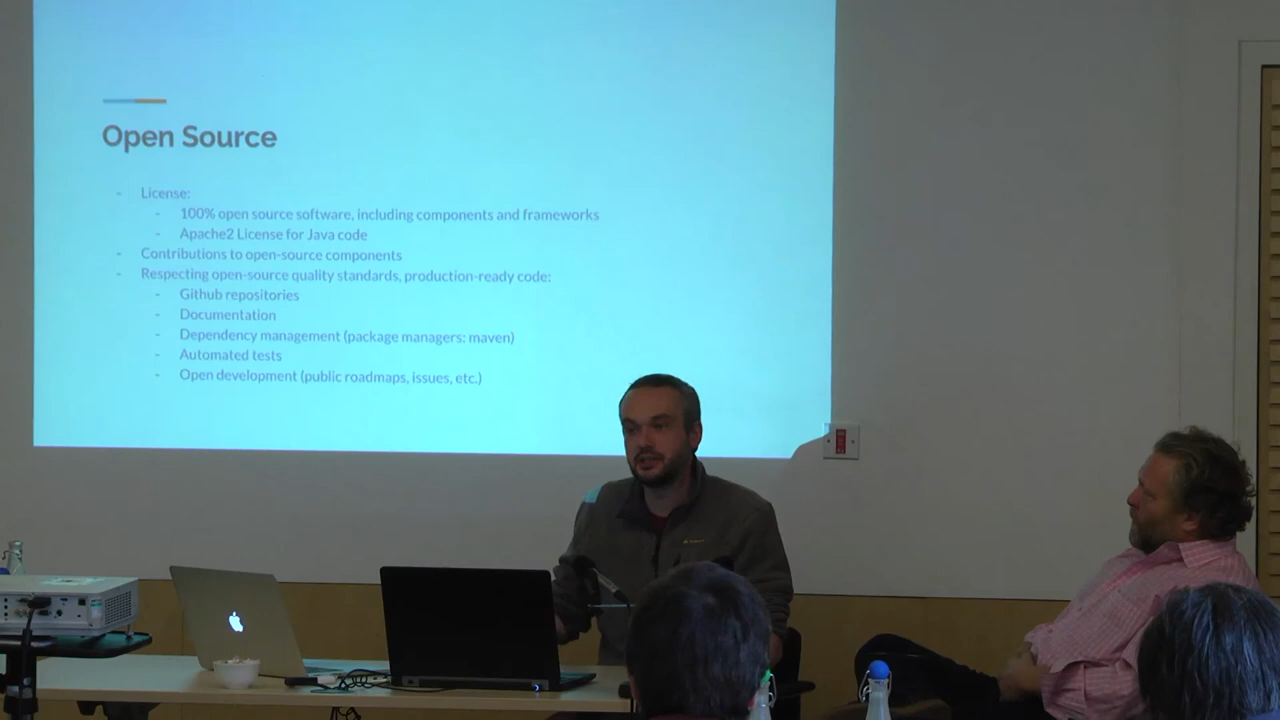 Open Source
- License:
- 100% open source software, including components and frameworks
- Apache2 License for Java code
- Contributions to open-source components
- Respecting open-source quality standards, production-ready code:
- Github repositories
- Documentation
- Dependency management (package managers: maven)
- Automated tests
- Open development (public roadmaps, issues, etc.)